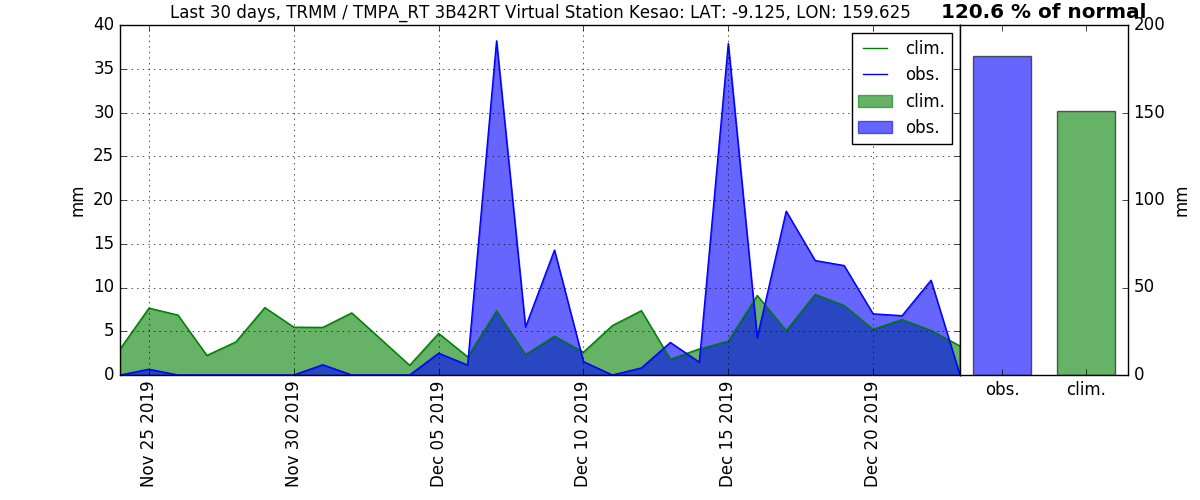 Last 30 days, TRMM / TMPA_RT 3B42RT Virtual Station Kesao: LAT: -9.125, LON: 159.625
120.6 % of normal
40
35
30
25
20
15
10
5
0
mm
clim.
obs.
clim.
obs.
Nov 25 2019
Nov 30 2019
Dec 05 2019
Dec 10 2019
Dec 15 2019
Dec 20 2019
200
150
100
50
0
mm
obs.
clim.